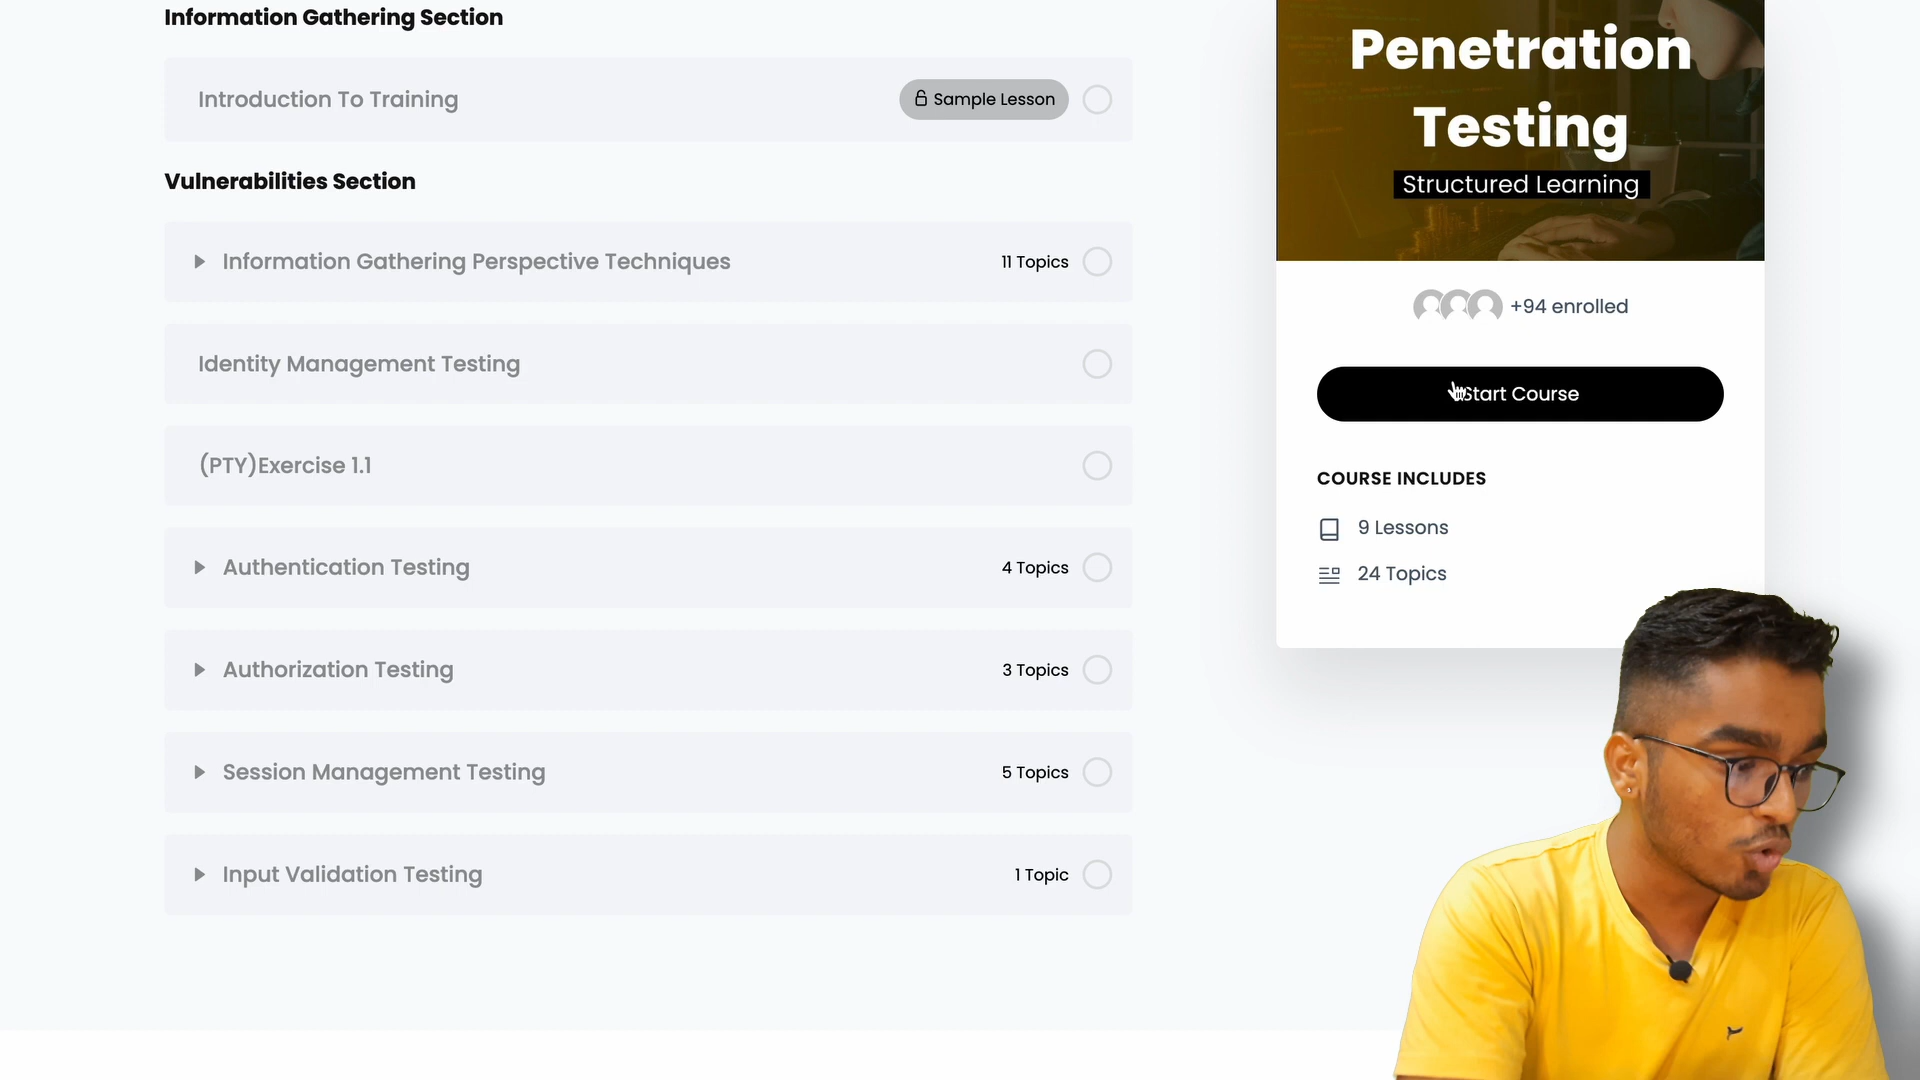 Information Gathering Section
Introduction To Training
Sample Lesson
Vulnerabilities Section
Information Gathering Perspective Techniques
11 Topics
Identity Management Testing
(PTY)Exercise 1.1
Authentication Testing
4 Topics
Authorization Testing
3 Topics
Session Management Testing
5 Topics
Input Validation Testing
1 Topic
Penetration
Testing
Structured Learning
+94 enrolled
Start Course
COURSE INCLUDES
9 Lessons
24 Topics